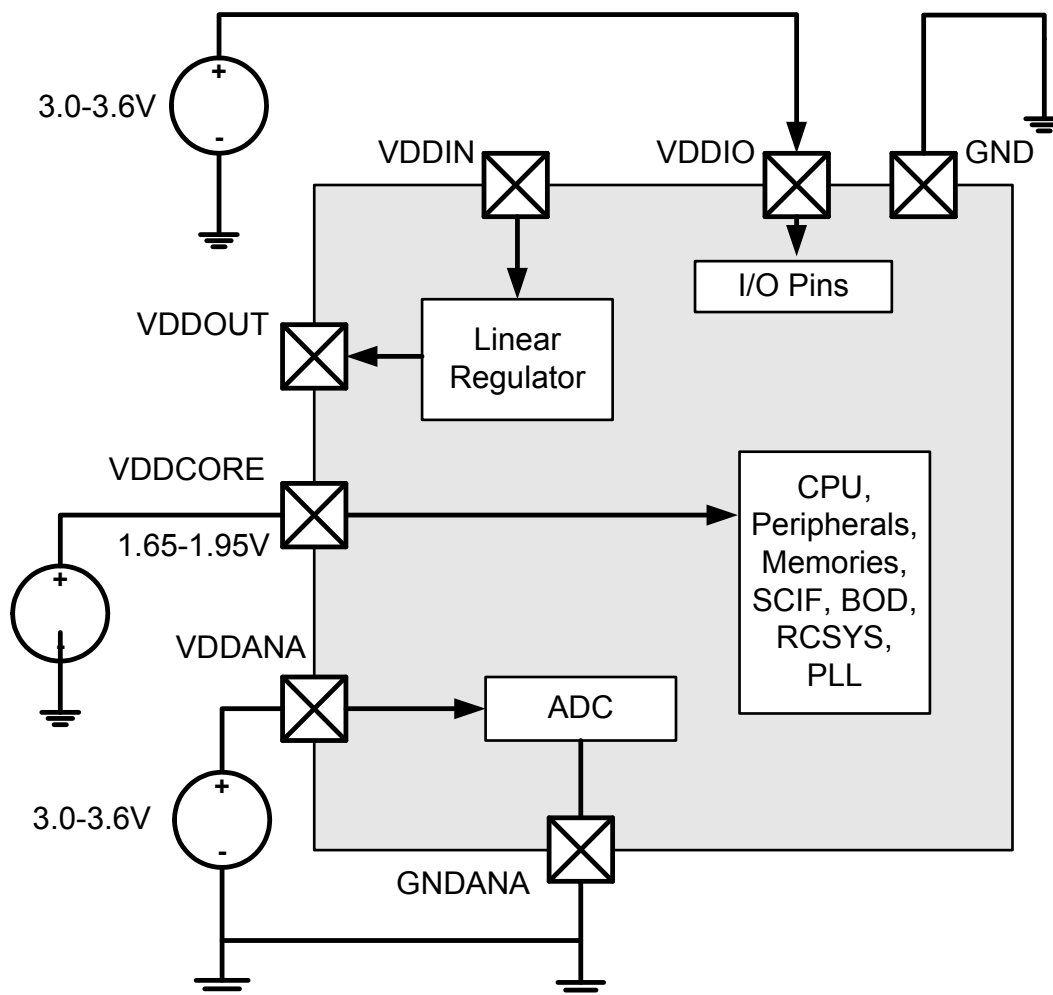 +
3.0-3.6V
-
VDDIN
VDDIO
GND
I/O Pins
VDDOUT
Linear
Regulator
VDDCORE
1.65-1.95V
+
-
CPU,
Peripherals,
Memories,
SCIF, BOD,
RCSYS,
PLL
VDDANA
ADC
+
3.0-3.6V
-
GNDANA